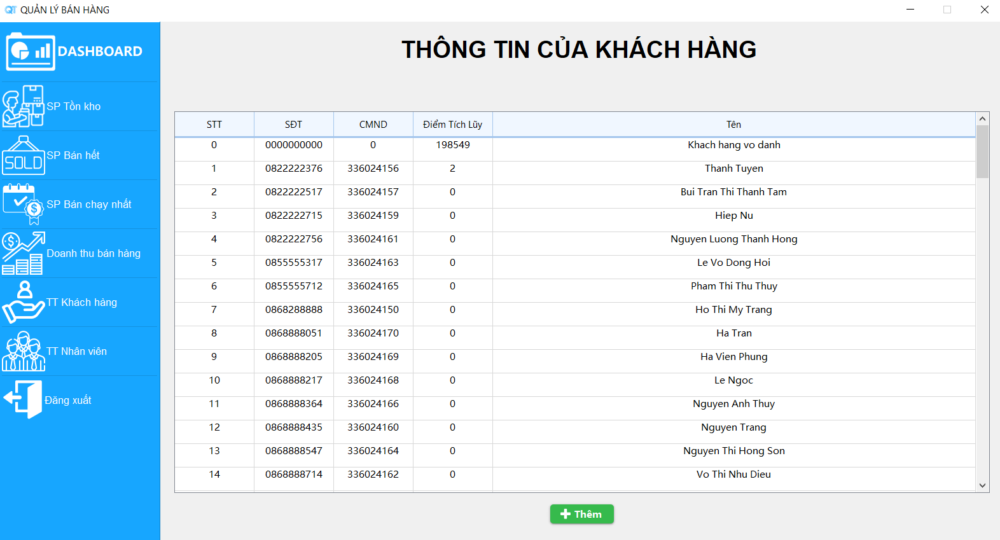 QT QUẢN LÝ BÁN HÀNG
DASHBOARD
SP Tồn kho
SOLD
SP Bán hết
SP Bán chạy nhất
Doanh thu bán hàng
TT Khách hàng
TT Nhân viên
Đăng xuất
THÔNG TIN CỦA KHÁCH HÀNG
STT SĐT CMND Điểm Tích Lũy Tên
0 0000000000 0 198549 Khach hang vo danh
1 0822222376 336024156 2 Thanh Tuyen
2 0822222517 336024157 0 Bui Tran Thi Thanh Tam
3 0822222715 336024159 0 Hiep Nu
4 0822222756 336024161 0 Nguyen Luong Thanh Hong
5 0855555317 336024163 0 Le Vo Dong Hoi
6 0855555712 336024165 0 Pham Thi Thu Thuy
7 0868288888 336024150 0 Ho Thi My Trang
8 0868888051 336024170 0 Ha Tran
9 0868888205 336024169 0 Ha Vien Phung
10 0868888217 336024168 0 Le Ngoc
11 0868888364 336024166 0 Nguyen Anh Thuy
12 0868888435 336024160 0 Nguyen Trang
13 0868888547 336024164 0 Nguyen Thi Hong Son
14 0868888714 336024162 0 Vo Thi Nhu Dieu
Thêm